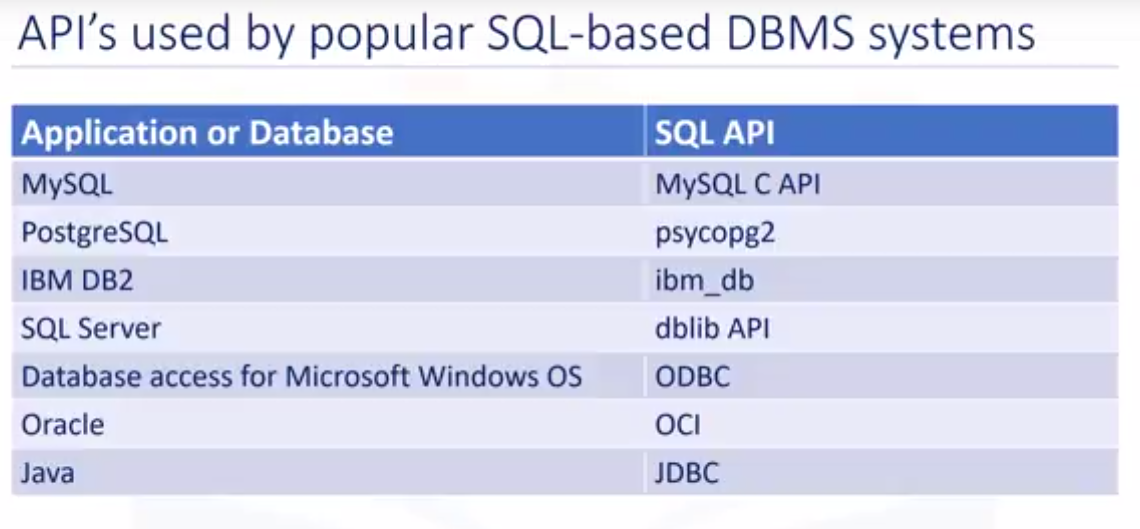 API's used by popular SQL-based DBMS systems
Application or Database SQL API
MySQL MySQL C API
PostgreSQL psycopg2
IBM DB2 ibm_db
SQL Server dblib API
Database access for Microsoft Windows OS ODBC
Oracle OCI
Java JDBC